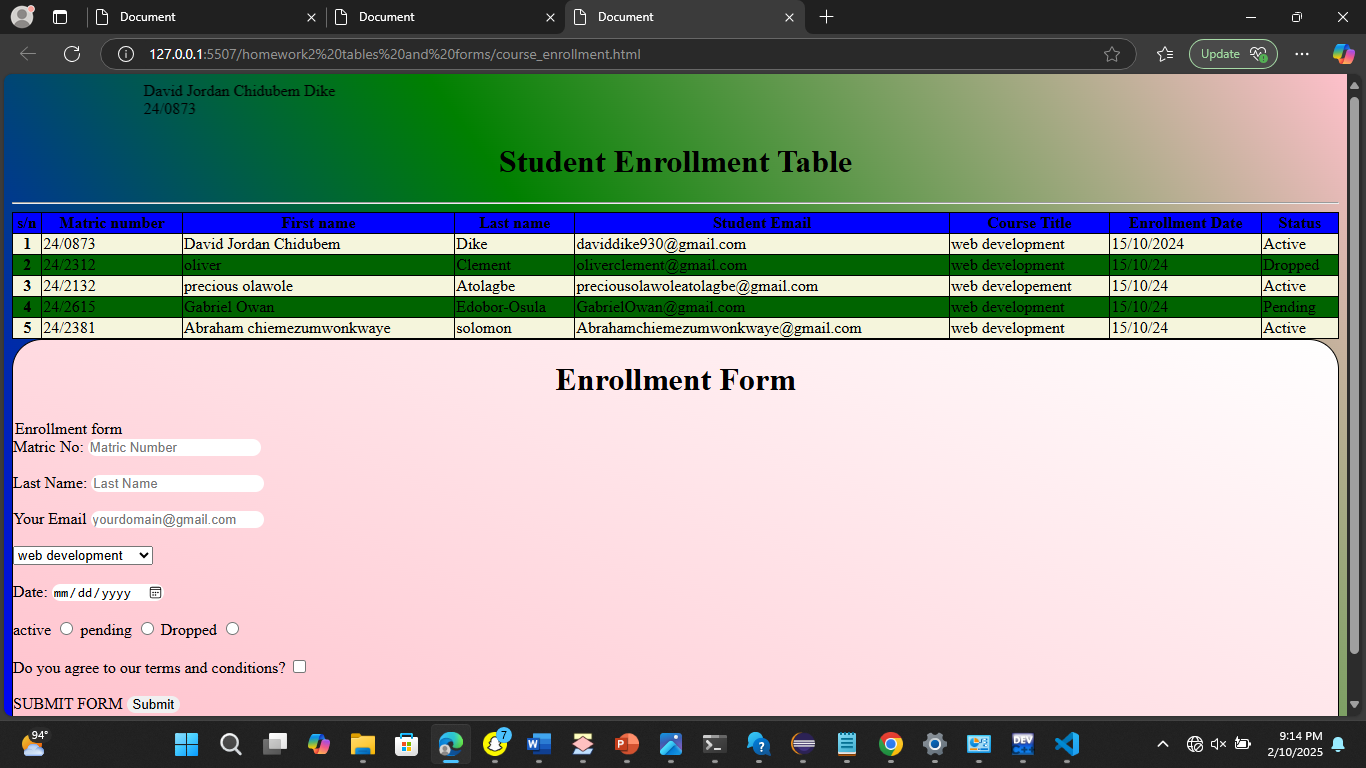 Document Document Document
127.0.0.1:5507/homework2%20tables%20and%20forms/course_enrollment.html Update
David Jordan Chidubem Dike
24/0873
Student Enrollment Table
s/n Matric number First name Last name Student Email Course Title Enrollment Date Status
1 24/0873 David Jordan Chidubem Dike daviddike930@gmail.com web development 15/10/2024 Active
2 24/2312 oliver Clement oliverclement@gmail.com web development 15/10/24 Dropped
3 24/2132 precious olawole Atolagbe preciousolawoleatolagbe@gmail.com web developement 15/10/24 Active
4 24/2615 Gabriel Owan Edobor-Osula GabrielOwan@gmail.com web development 15/10/24 Pending
5 24/2381 Abraham chiemezumwonkwaye solomon Abrahamchiemezumwonkwaye@gmail.com web development 15/10/24 Active
Enrollment Form
Enrollment form
Matric No: Matric Number
Last Name: Last Name
Your Email yourdomain@gmail.com
web development
Date: mm/dd/yyyy
active pending Dropped
Do you agree to our terms and conditions?
SUBMIT FORM Submit
94° 7 DEV 9:14 PM
2/10/2025